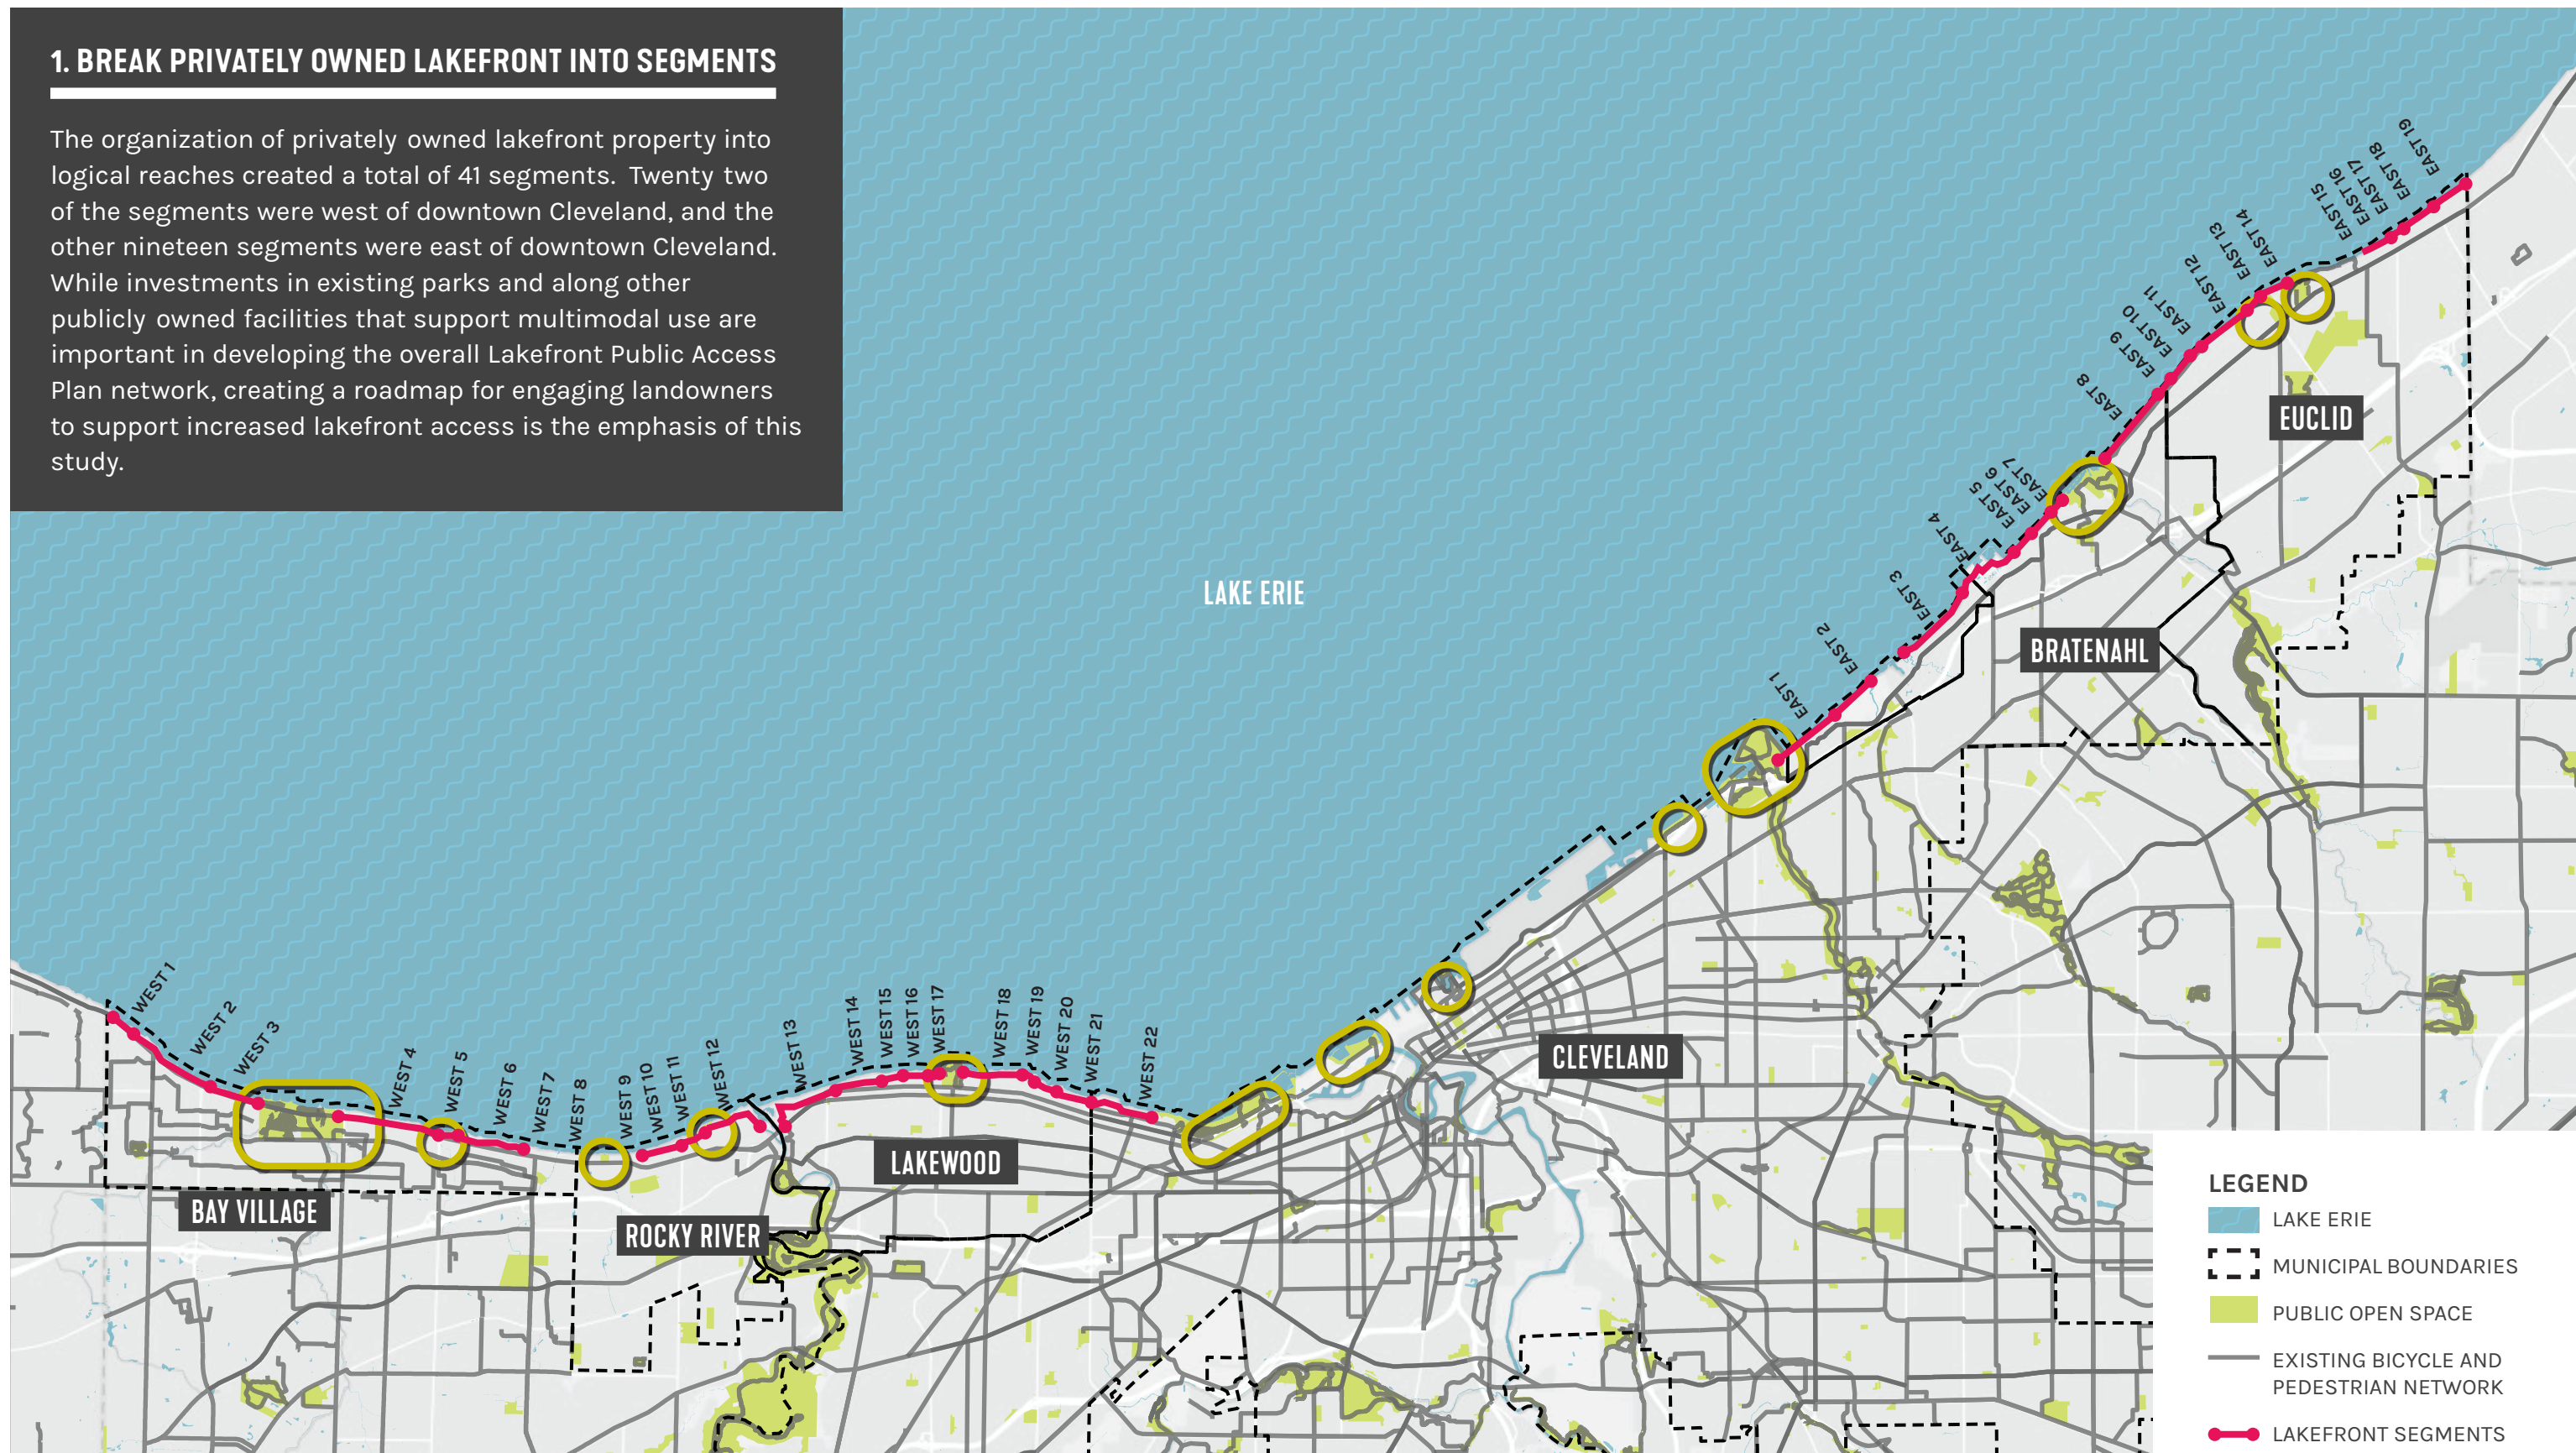 1. BREAK PRIVATELY OWNED LAKEFRONT INTO SEGMENTS
The organization of privately owned lakefront property into
logical reaches created a total of 41 segments. Twenty two
of the segments were west of downtown Cleveland, and the
other nineteen segments were east of downtown Cleveland.
While investments in existing parks and along other
publicly owned facilities that support multimodal use are
important in developing the overall Lakefront Public Access
Plan network, creating a roadmap for engaging landowners
to support increased lakefront access is the emphasis of this
study.
LAKE ERIE
WEST 1
WEST 2
WEST 3
WEST 4
WEST 5
WEST 6
WEST 7
WEST 8
WEST 9
WEST 10
WEST 11
WEST 12
WEST 13
WEST 14
WEST 15
WEST 16
WEST 17
WEST 18
WEST 19
WEST 20
WEST 21
WEST 22
EAST 1
EAST 2
EAST 3
EAST 4
EAST 5
EAST 6
EAST 7
EAST 8
EAST 9
EAST 10
EAST 11
EAST 12
EAST 13
EAST 14
EAST 15
EAST 16
EAST 17
EAST 18
EAST 19
EUCLID
BRATENAHL
CLEVELAND
LAKEWOOD
ROCKY RIVER
BAY VILLAGE
LEGEND
LAKE ERIE
MUNICIPAL BOUNDARIES
PUBLIC OPEN SPACE
EXISTING BICYCLE AND
PEDESTRIAN NETWORK
LAKEFRONT SEGMENTS